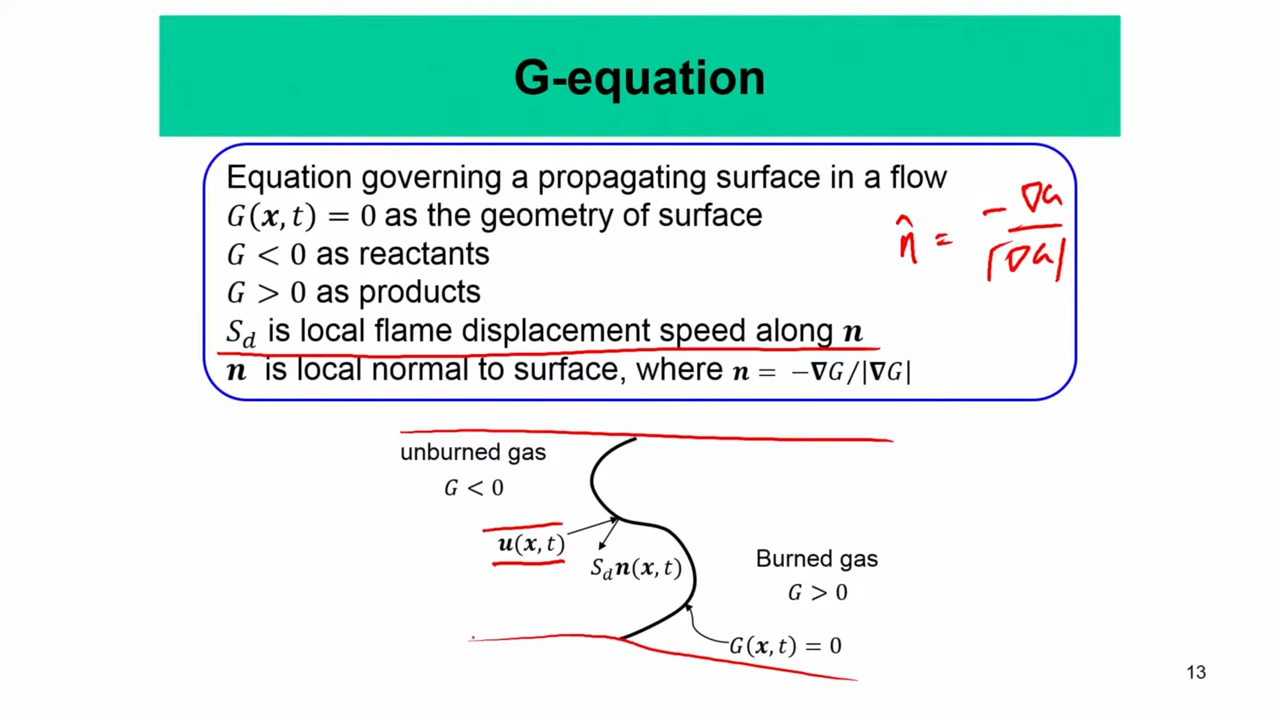 G-equation
Equation governing a propagating surface in a flow
G(x, t) = 0 as the geometry of surface
G < 0 as reactants
G > 0 as products
S_d is local flame displacement speed along n
n is local normal to surface, where n = −∇G/|∇G|
n̂ = −∇G/|∇G|
unburned gas
G < 0
u(x, t)
S_d n(x, t)
Burned gas
G > 0
G(x, t) = 0
13